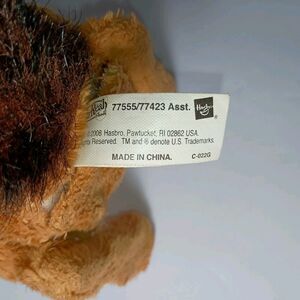 77555/77423 Asst.
Hasbro ®
© 2008 Hasbro, Pawtucket, RI 02862 USA.
Reserved. TM and ® denote U.S. Trademarks.
MADE IN CHINA. C-022G